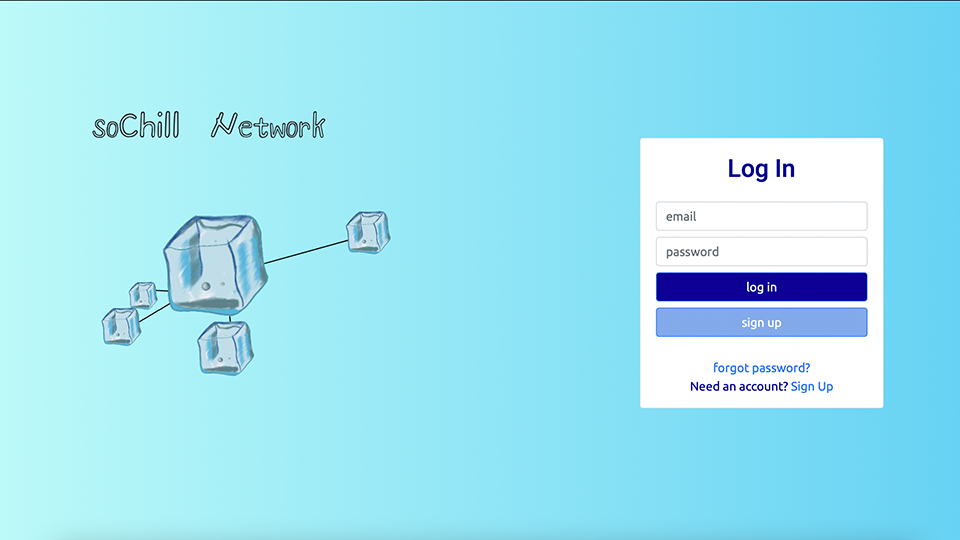 soChill Network
Log In
email
password
log in
sign up
forgot password?
Need an account? Sign Up